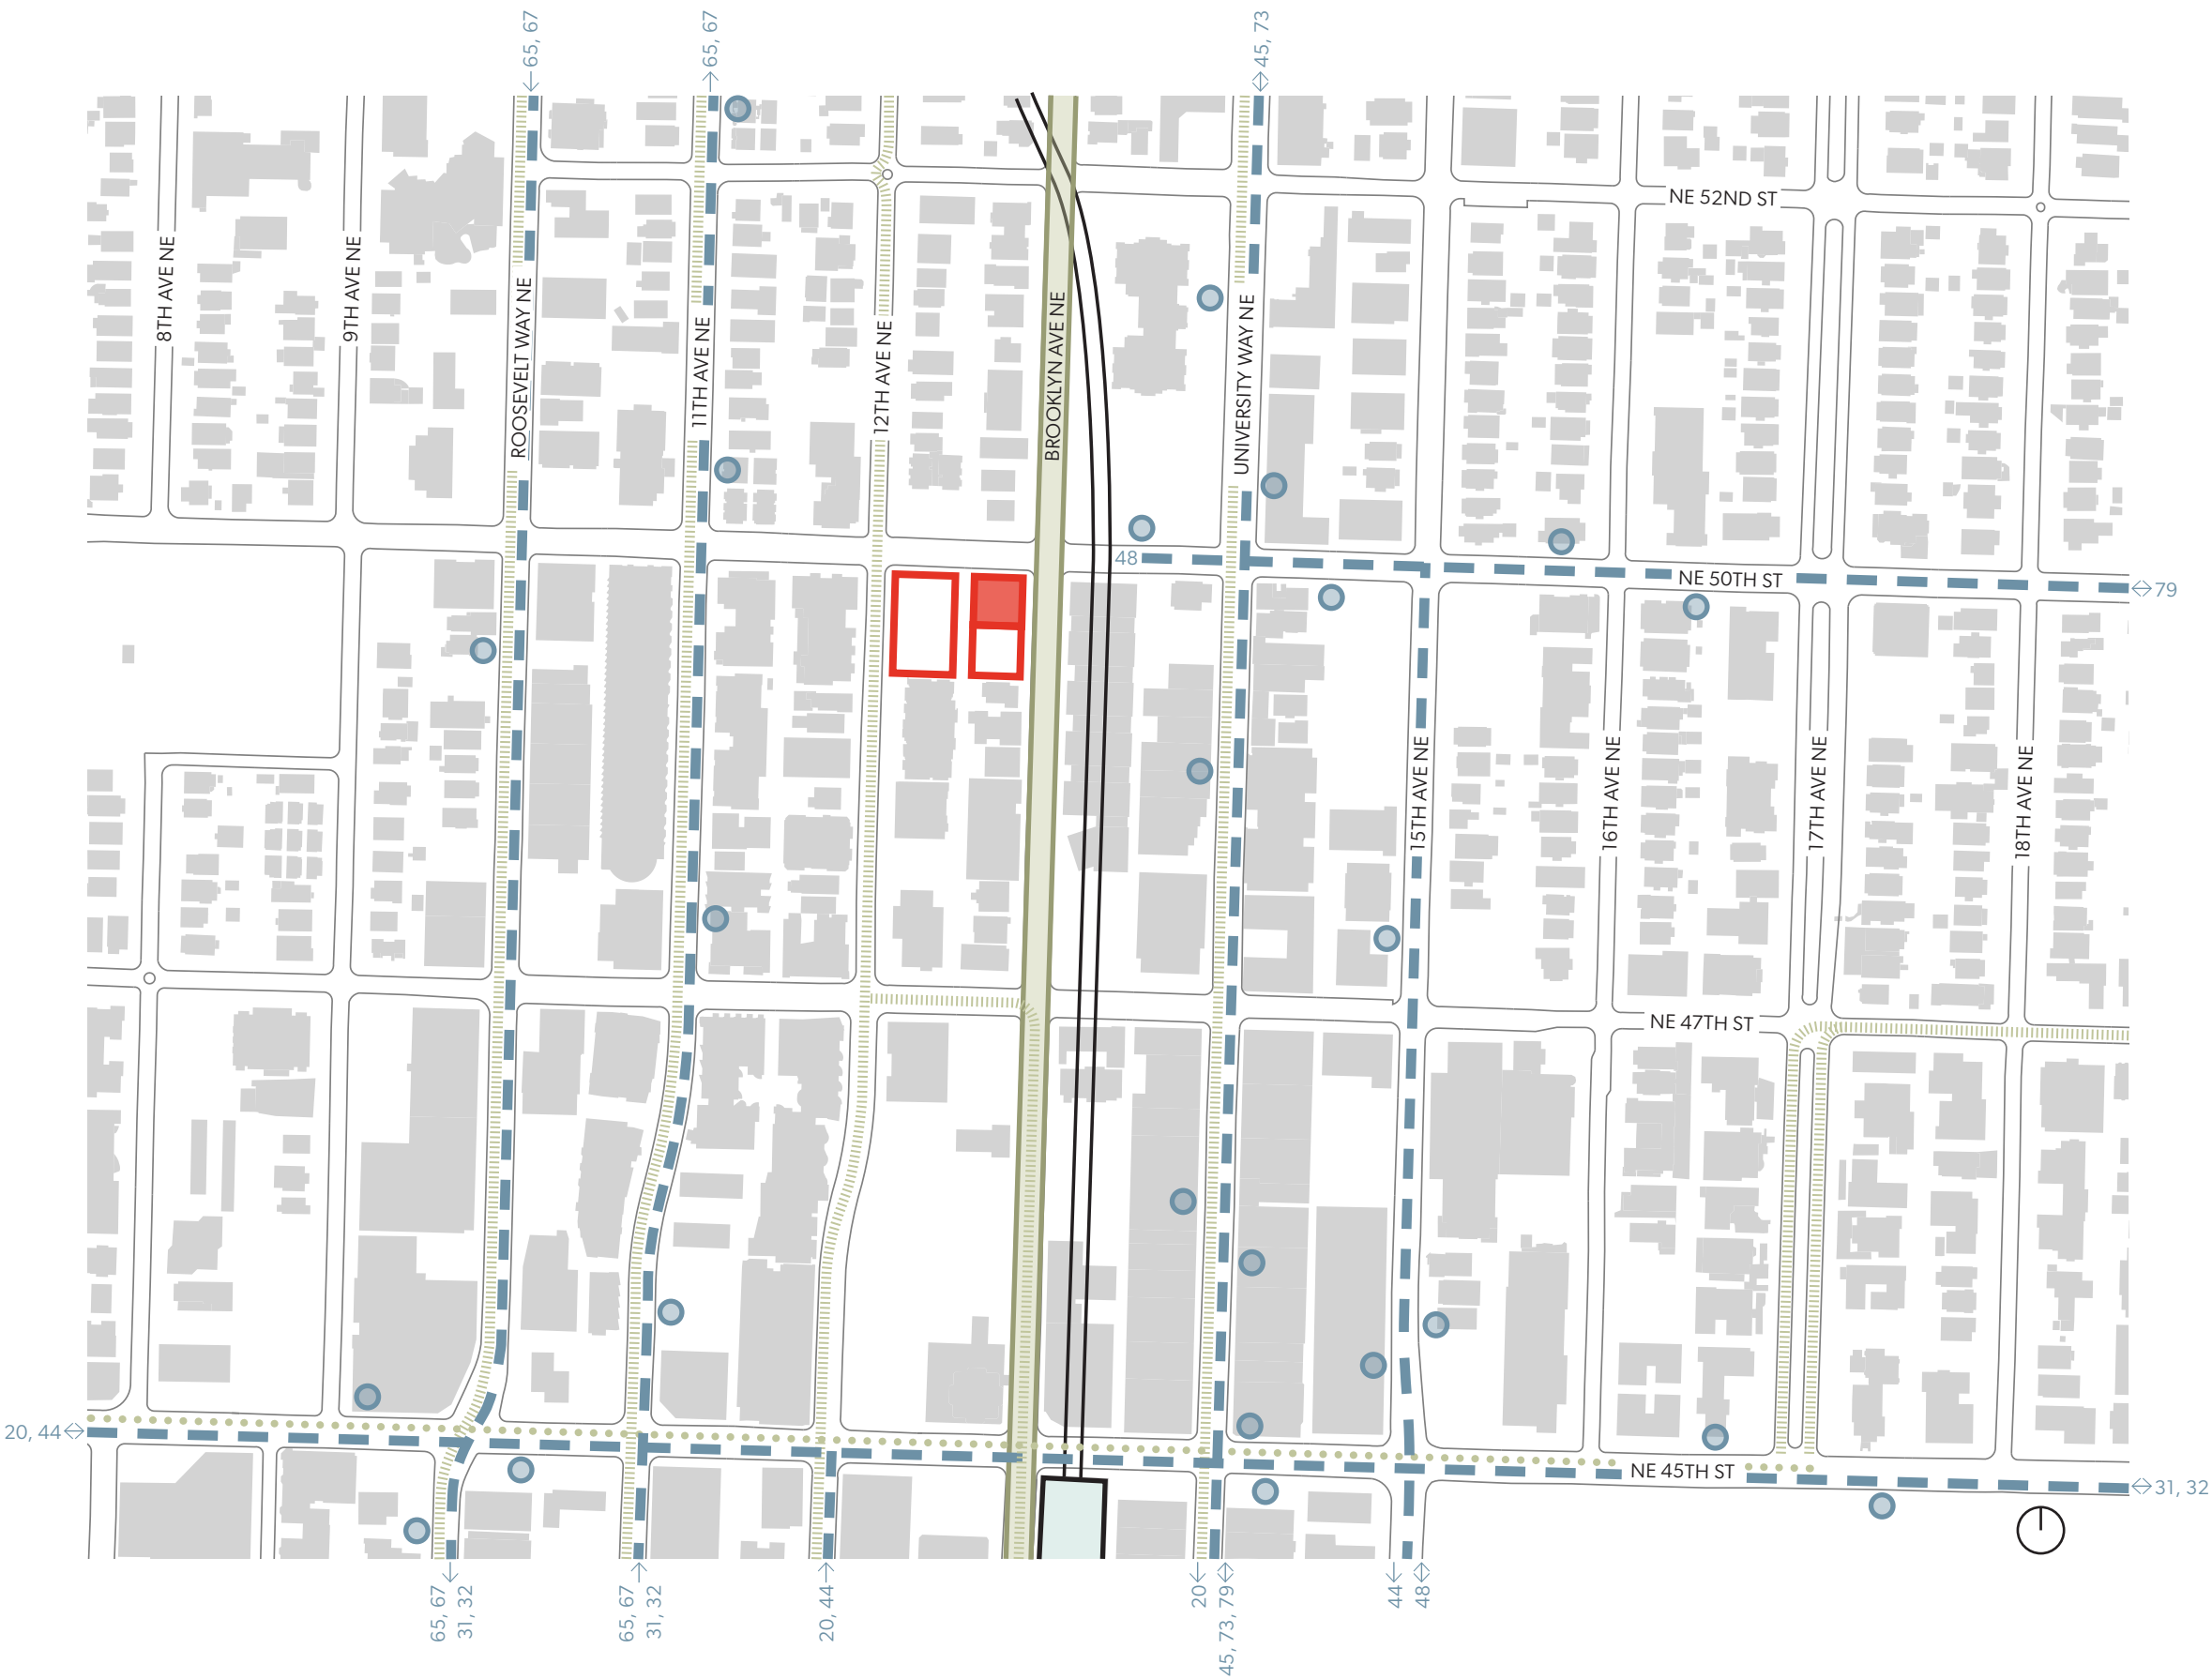 65, 67
65, 67
45, 73
NE 52ND ST
8TH AVE NE
9TH AVE NE
ROOSEVELT WAY NE
11TH AVE NE
12TH AVE NE
BROOKLYN AVE NE
UNIVERSITY WAY NE
48
NE 50TH ST
79
15TH AVE NE
16TH AVE NE
17TH AVE NE
18TH AVE NE
NE 47TH ST
20, 44
NE 45TH ST
31, 32
65, 67
31, 32
65, 67
31, 32
20, 44
20
45, 73, 79
44
48